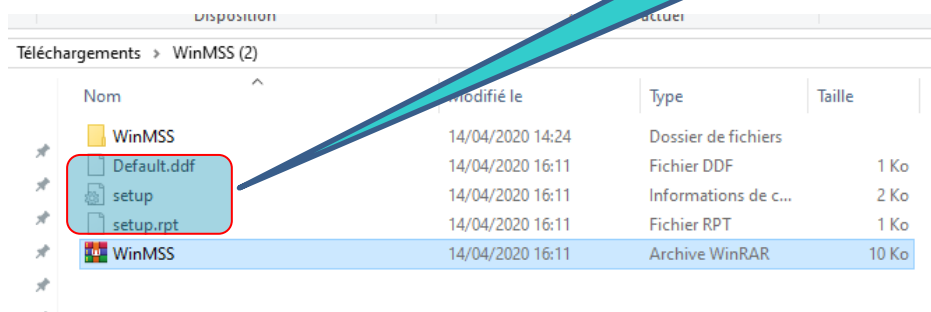 Disposition
actuel
Téléchargements > WinMSS (2)
Nom Modifié le Type Taille
WinMSS 14/04/2020 14:24 Dossier de fichiers
Default.ddf 14/04/2020 16:11 Fichier DDF 1 Ko
setup 14/04/2020 16:11 Informations de c... 2 Ko
setup.rpt 14/04/2020 16:11 Fichier RPT 1 Ko
WinMSS 14/04/2020 16:11 Archive WinRAR 10 Ko